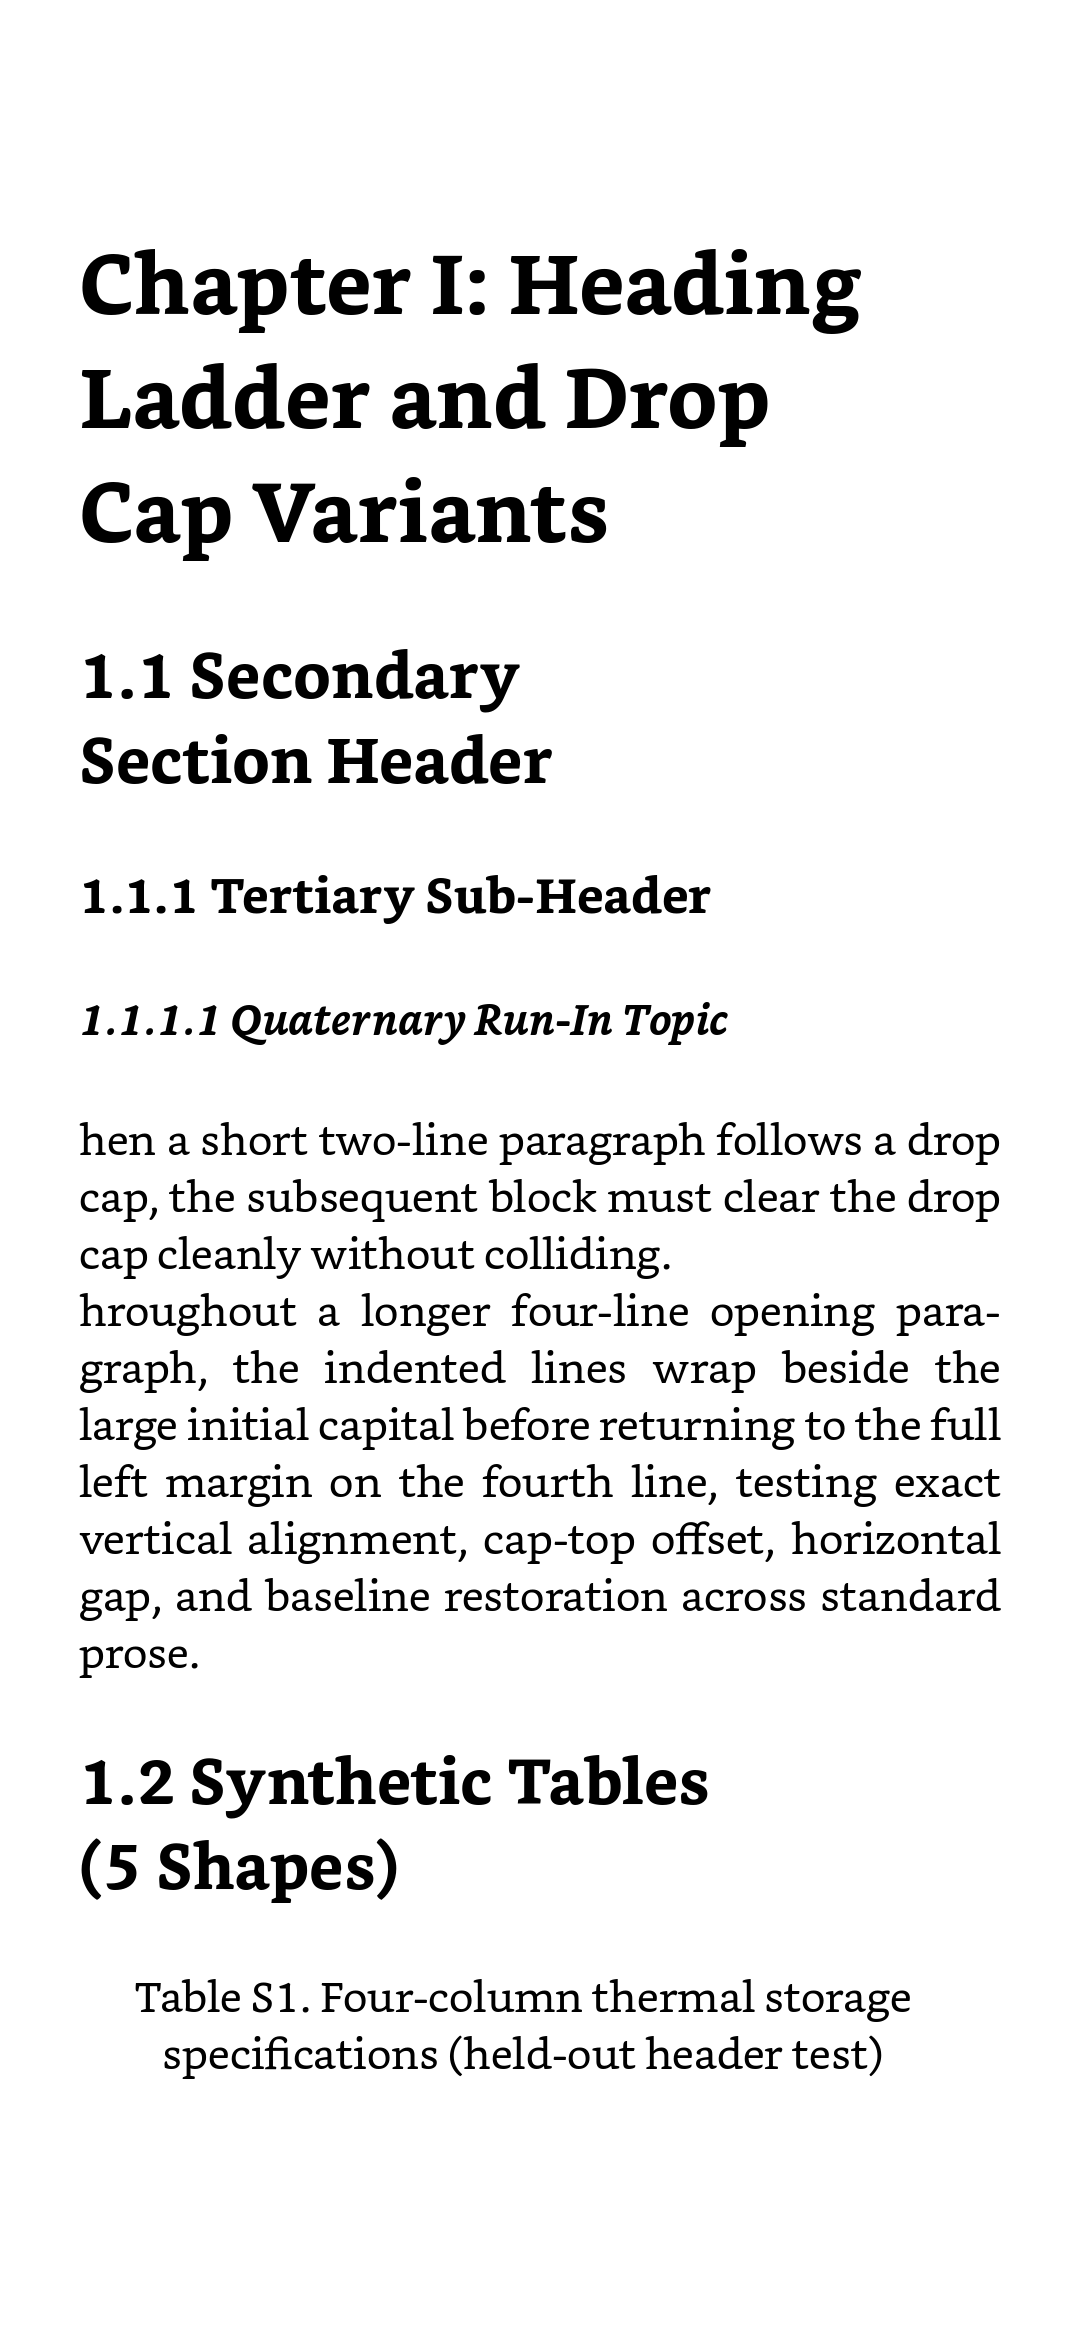 Chapter I: Heading
Ladder and Drop
Cap Variants
1.1 Secondary
Section Header
1.1.1 Tertiary Sub-Header
1.1.1.1 Quaternary Run-In Topic
hen a short two-line paragraph follows a drop
cap, the subsequent block must clear the drop
cap cleanly without colliding.
hroughout a longer four-line opening para-
graph, the indented lines wrap beside the
large initial capital before returning to the full
left margin on the fourth line, testing exact
vertical alignment, cap-top offset, horizontal
gap, and baseline restoration across standard
prose.
1.2 Synthetic Tables
(5 Shapes)
Table S1. Four-column thermal storage
specifications (held-out header test)